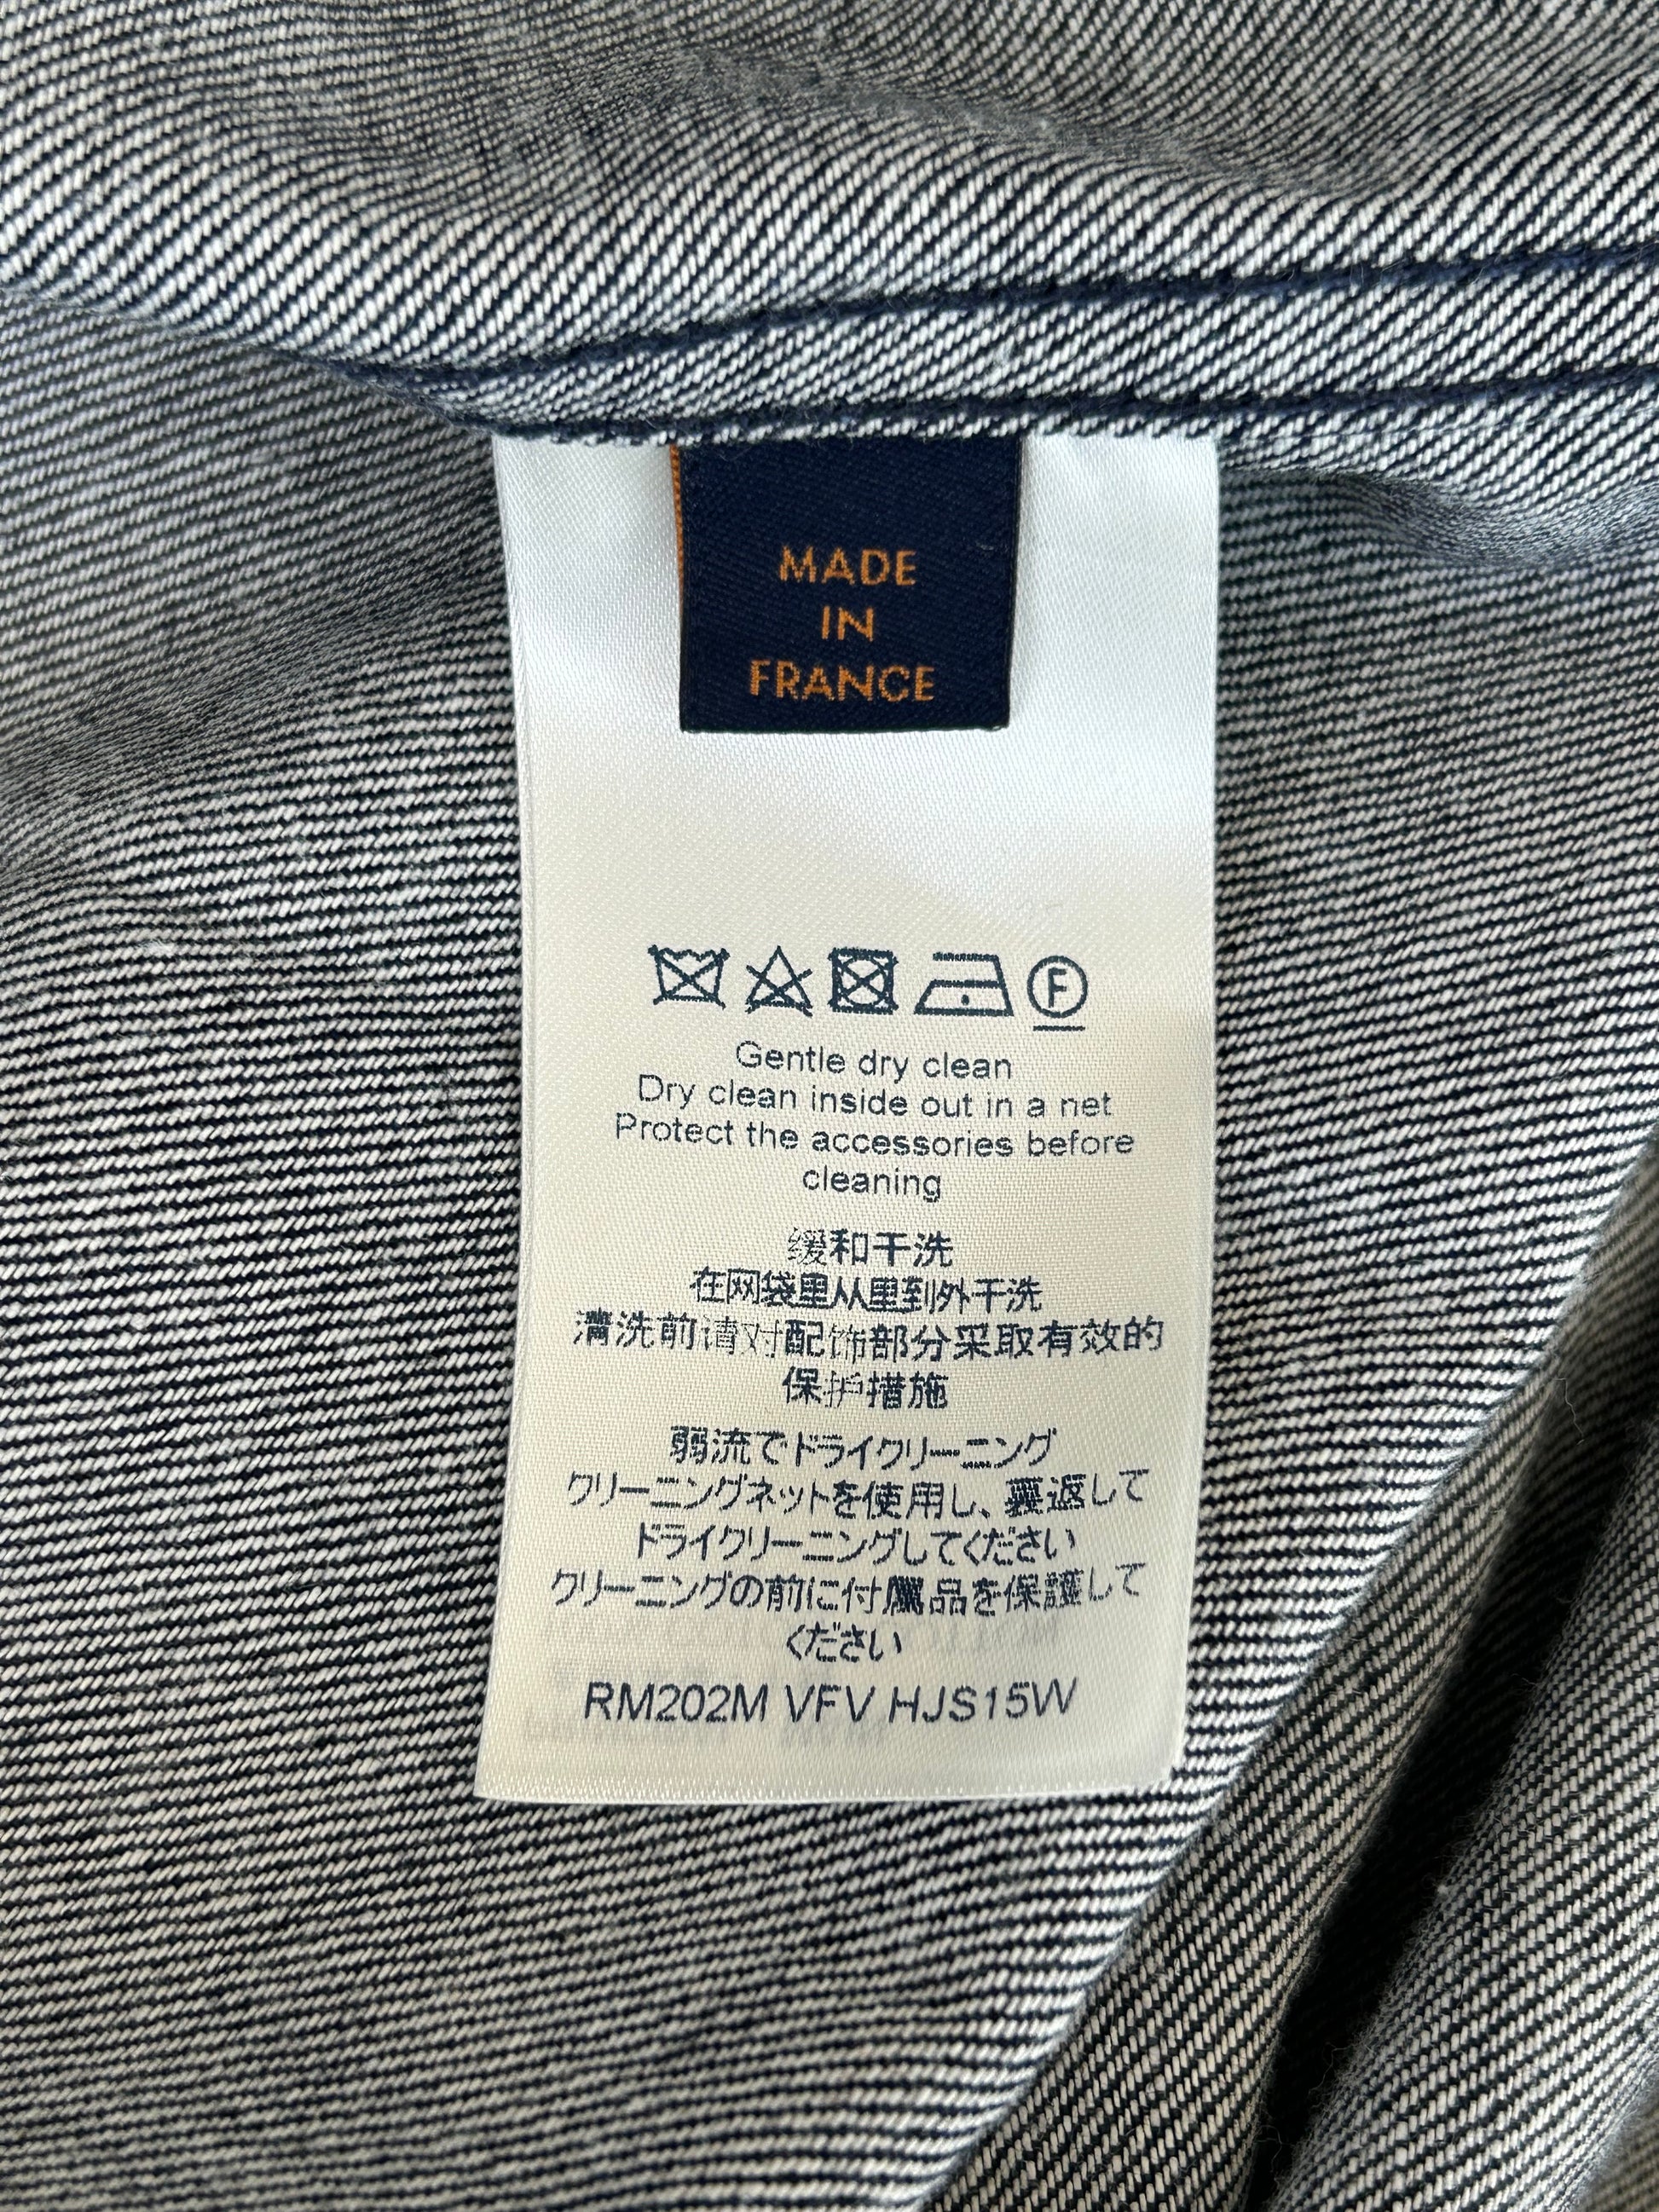 MADE
IN
FRANCE
F
Gentle dry clean
Dry clean inside out in a net
Protect the accessories before
cleaning
缓和干洗
在网袋里从里到外干洗
清洗前请对配饰部分采取有效的
保护措施
弱流でドライクリーニング
クリーニングネットを使用し、裏返して
ドライクリーニングしてください
クリーニングの前に付属品を保護して
ください
RM202M VFV HJS15W